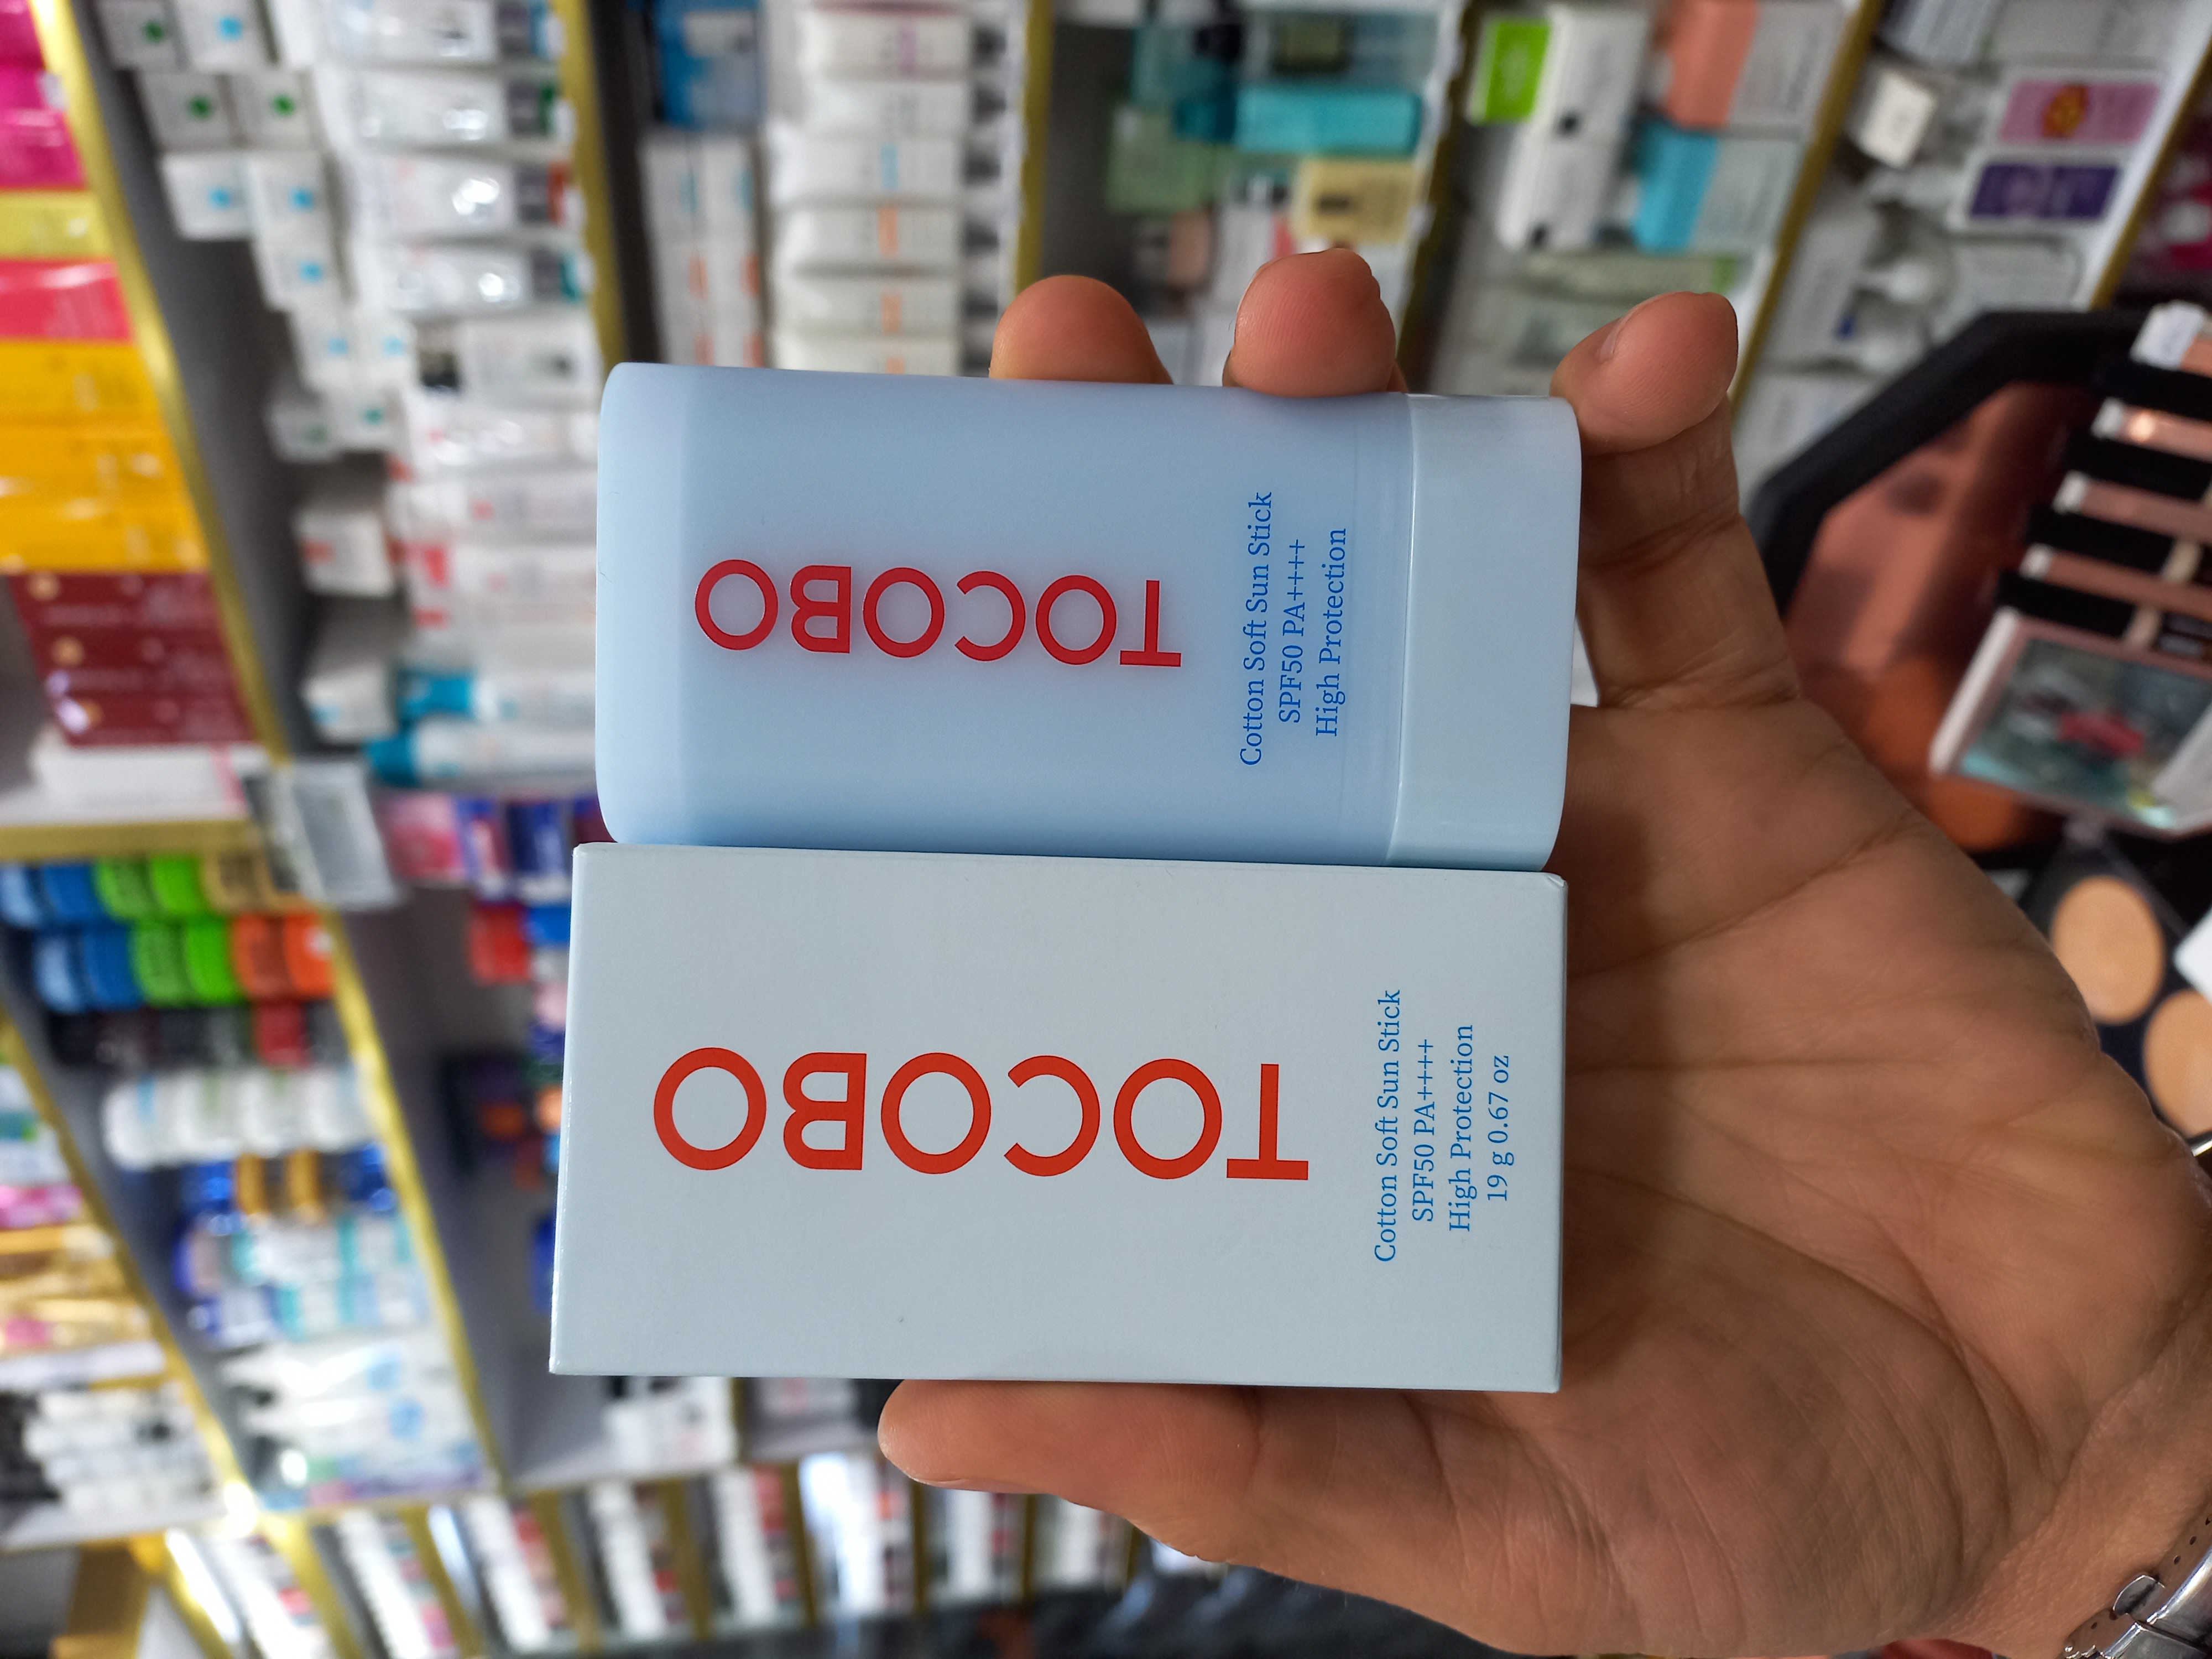 TOCOBO
Cotton Soft Sun Stick
SPF50 PA++++
High Protection
TOCOBO
Cotton Soft Sun Stick
SPF50 PA++++
High Protection
19 g 0.67 oz